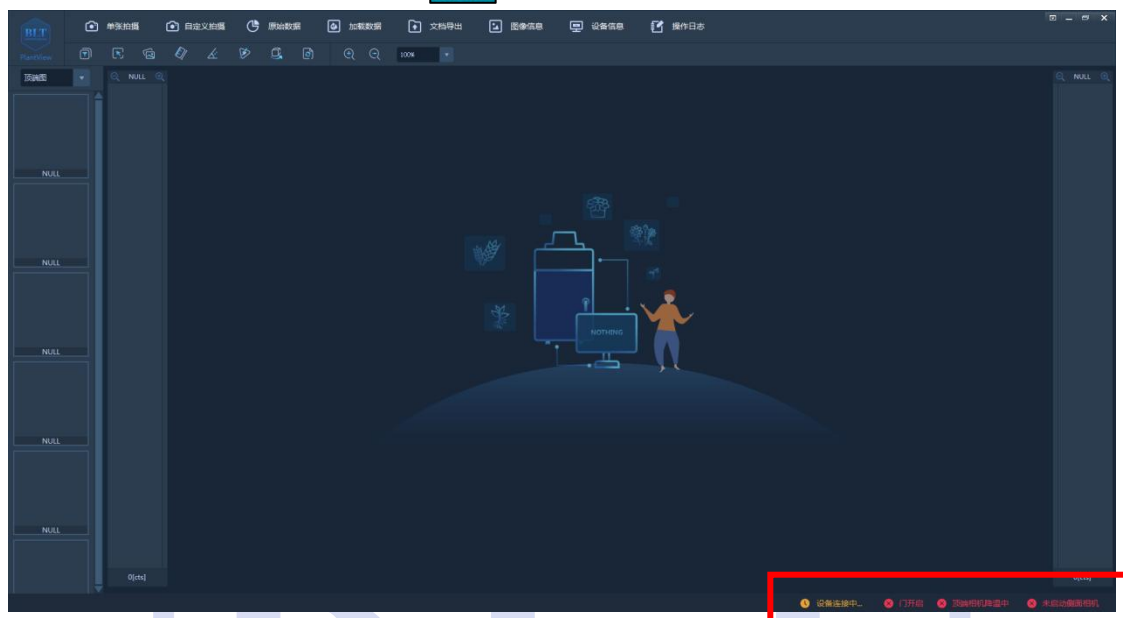 BLT
PlantView
单张拍摄 自定义拍摄 原始数据 加载数据 文档导出 图像信息 设备信息 操作日志
100%
顶端图
NULL
NULL
NULL
NULL
NULL
NULL
NULL
NOTHING
0[cts]
0[cts]
设备连接中... 门开启 顶端相机降温中 未启动侧面相机